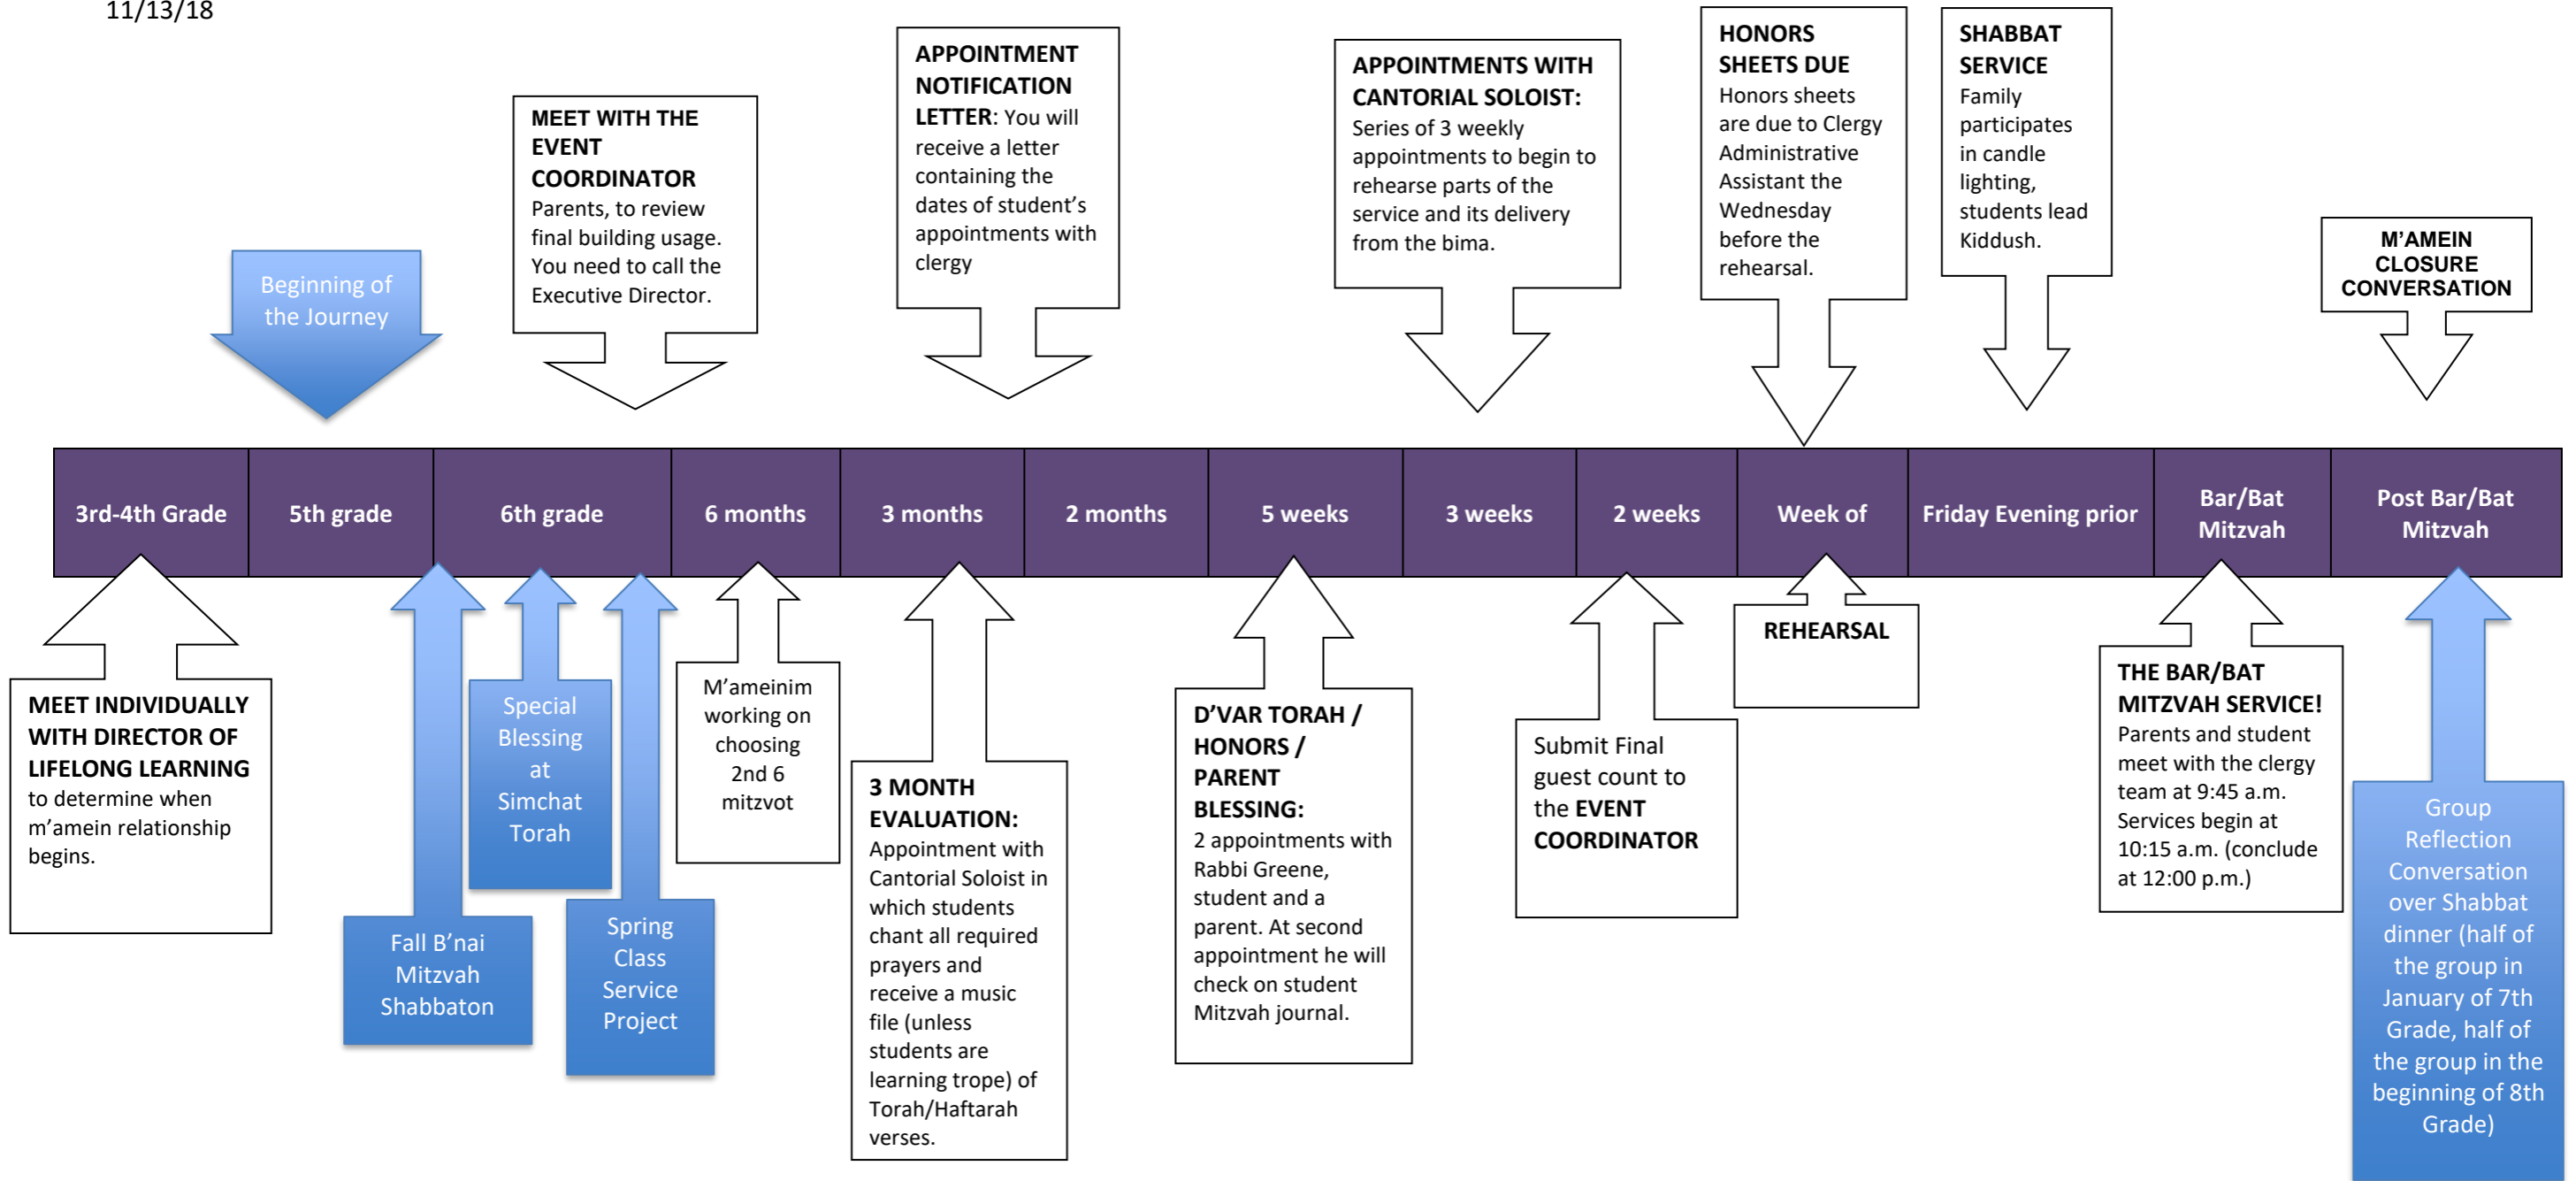 11/13/18
Beginning of
the Journey
MEET WITH THE
EVENT
COORDINATOR
Parents, to review
final building usage.
You need to call the
Executive Director.
APPOINTMENT
NOTIFICATION
LETTER: You will
receive a letter
containing the
dates of student's
appointments with
clergy
APPOINTMENTS WITH
CANTORIAL SOLOIST:
Series of 3 weekly
appointments to begin to
rehearse parts of the
service and its delivery
from the bima.
HONORS
SHEETS DUE
Honors sheets
are due to Clergy
Administrative
Assistant the
Wednesday
before the
rehearsal.
SHABBAT
SERVICE
Family
participates
in candle
lighting,
students lead
Kiddush.
M'AMEIN
CLOSURE
CONVERSATION
3rd-4th Grade
5th grade
6th grade
6 months
3 months
2 months
5 weeks
3 weeks
2 weeks
Week of
Friday Evening prior
Bar/Bat
Mitzvah
Post Bar/Bat
Mitzvah
MEET INDIVIDUALLY
WITH DIRECTOR OF
LIFELONG LEARNING
to determine when
m'amein relationship
begins.
Fall B'nai
Mitzvah
Shabbaton
Special
Blessing
at
Simchat
Torah
Spring
Class
Service
Project
M'ameinim
working on
choosing
2nd 6
mitzvot
3 MONTH
EVALUATION:
Appointment with
Cantorial Soloist in
which students
chant all required
prayers and
receive a music
file (unless
students are
learning trope) of
Torah/Haftarah
verses.
D'VAR TORAH /
HONORS /
PARENT
BLESSING:
2 appointments with
Rabbi Greene,
student and a
parent. At second
appointment he will
check on student
Mitzvah journal.
Submit Final
guest count to
the EVENT
COORDINATOR
REHEARSAL
THE BAR/BAT
MITZVAH SERVICE!
Parents and student
meet with the clergy
team at 9:45 a.m.
Services begin at
10:15 a.m. (conclude
at 12:00 p.m.)
Group
Reflection
Conversation
over Shabbat
dinner (half of
the group in
January of 7th
Grade, half of
the group in the
beginning of 8th
Grade)